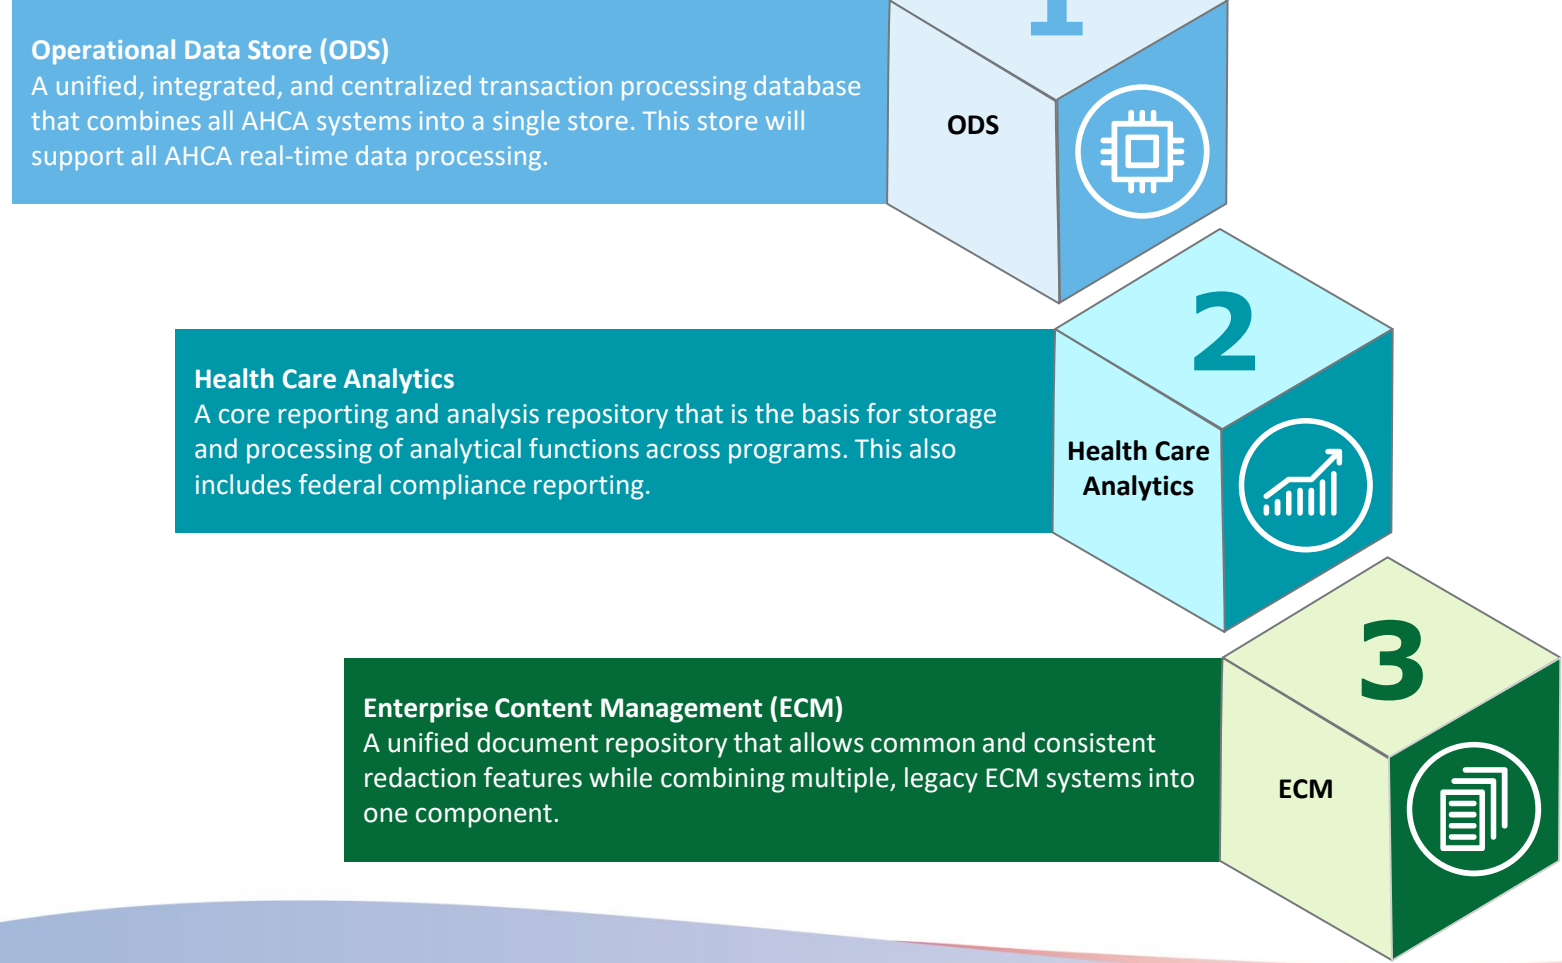 1
Operational Data Store (ODS)
A unified, integrated, and centralized transaction processing database
that combines all AHCA systems into a single store. This store will
support all AHCA real-time data processing.
ODS
2
Health Care Analytics
A core reporting and analysis repository that is the basis for storage
and processing of analytical functions across programs. This also
includes federal compliance reporting.
Health Care
Analytics
3
Enterprise Content Management (ECM)
A unified document repository that allows common and consistent
redaction features while combining multiple, legacy ECM systems into
one component.
ECM